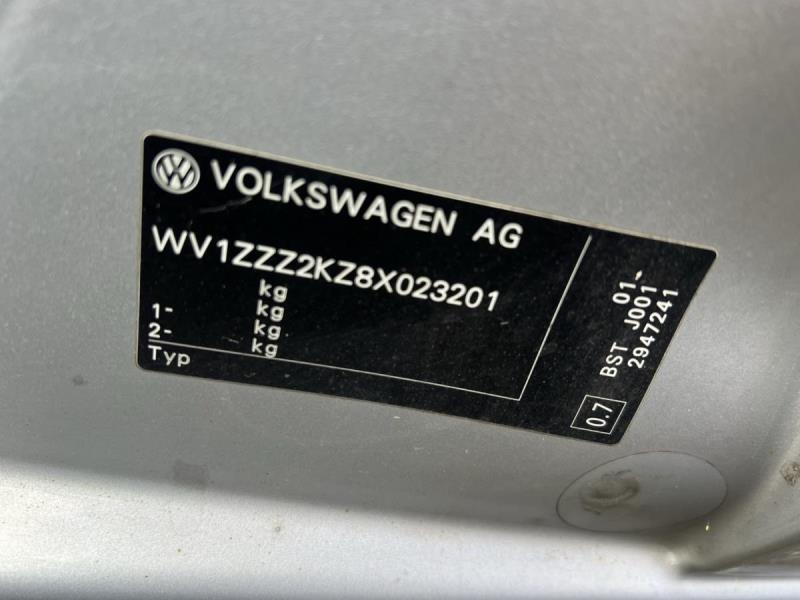 VOLKSWAGEN AG
WV1ZZZ2KZ8X023201
kg
1- kg
2- kg
kg
Typ
01-
BST J001
2947241
0.7